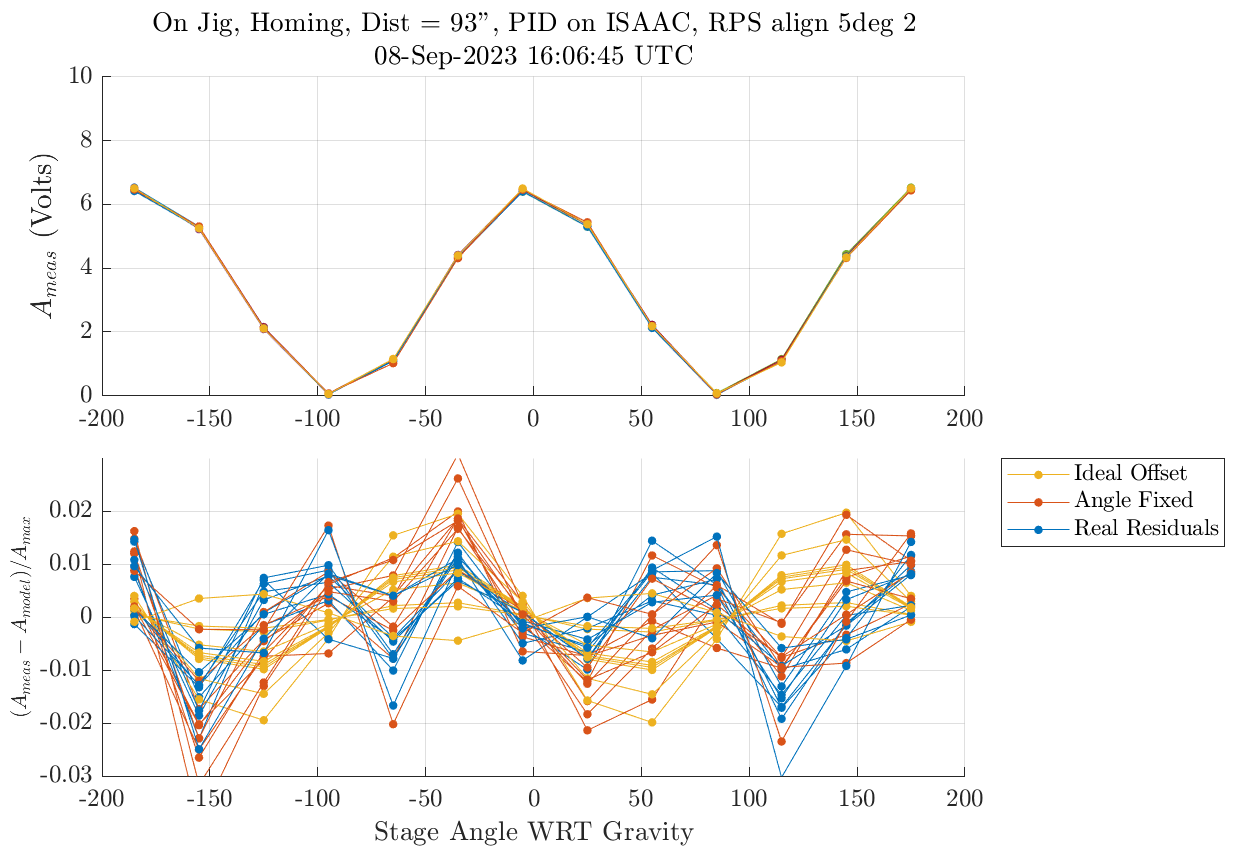 On Jig, Homing, Dist = 93”, PID on ISAAC, RPS align 5deg 2
08-Sep-2023 16:06:45 UTC
10
8
6
4
2
0
A_meas (Volts)
-200 -150 -100 -50 0 50 100 150 200
0.02
0.01
0
-0.01
-0.02
-0.03
(A_meas − A_model)/A_max
-200 -150 -100 -50 0 50 100 150 200
Stage Angle WRT Gravity
Ideal Offset
Angle Fixed
Real Residuals